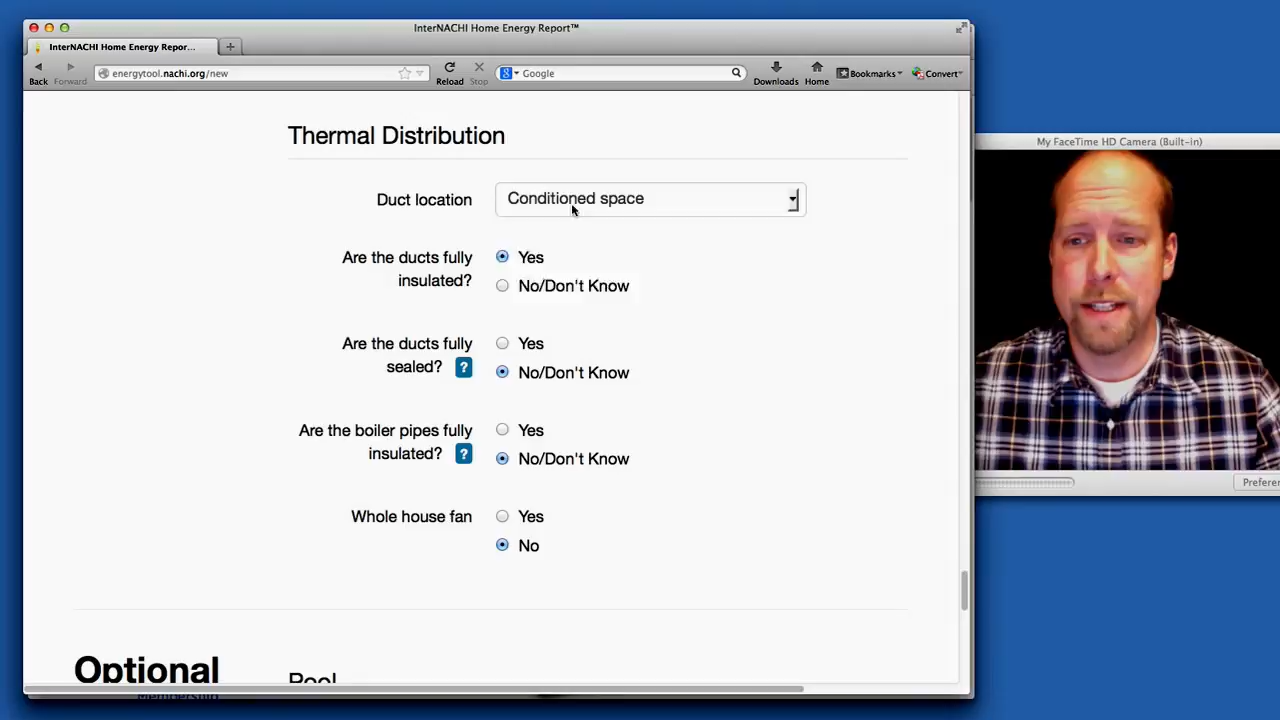 InterNACHI Home Energy Report™
InterNACHI Home Energy Repor...
Back Forward
energytool.nachi.org/new
Reload Stop
Google
Downloads Home Bookmarks Convert
Thermal Distribution
Duct location
Conditioned space
Are the ducts fully
insulated?
Yes
No/Don't Know
Are the ducts fully
sealed? ?
Yes
No/Don't Know
Are the boiler pipes fully
insulated? ?
Yes
No/Don't Know
Whole house fan
Yes
No
Optional
Pool
Membership
My FaceTime HD Camera (Built-in)
Preferen